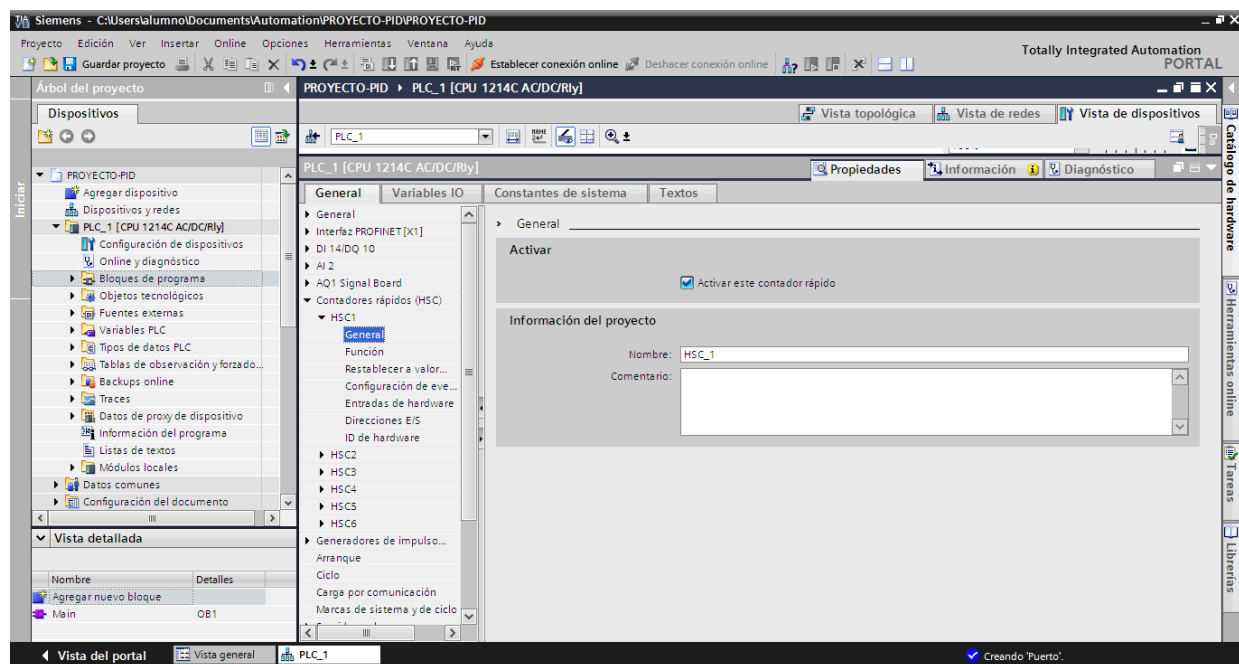 Siemens - C:\Users\alumno\Documents\Automation\PROYECTO-PID\PROYECTO-PID
Proyecto Edición Ver Insertar Online Opciones Herramientas Ventana Ayuda
Totally Integrated Automation
PORTAL
Guardar proyecto
Establecer conexión online
Deshacer conexión online
Árbol del proyecto
PROYECTO-PID
PLC_1 [CPU 1214C AC/DC/Rly]
Dispositivos
Vista topológica
Vista de redes
Vista de dispositivos
PLC_1
PLC_1 [CPU 1214C AC/DC/Rly]
Propiedades
Información
Diagnóstico
General
Variables IO
Constantes de sistema
Textos
Iniciar
PROYECTO-PID
Agregar dispositivo
Dispositivos y redes
PLC_1 [CPU 1214C AC/DC/Rly]
Configuración de dispositivos
Online y diagnóstico
Bloques de programa
Objetos tecnológicos
Fuentes externas
Variables PLC
Tipos de datos PLC
Tablas de observación y forzado...
Backups online
Traces
Datos de proxy de dispositivo
Información del programa
Listas de textos
Módulos locales
Datos comunes
Configuración del documento
Vista detallada
Nombre
Detalles
Agregar nuevo bloque
Main
OB1
General
Interfaz PROFINET [X1]
DI 14/DQ 10
AI 2
AQ1 Signal Board
Contadores rápidos (HSC)
HSC1
General
Función
Restablecer a valor...
Configuración de eve...
Entradas de hardware
Direcciones E/S
ID de hardware
HSC2
HSC3
HSC4
HSC5
HSC6
Generadores de impulso...
Arranque
Ciclo
Carga por comunicación
Marcas de sistema y de ciclo
General
Activar
Activar este contador rápido
Información del proyecto
Nombre:
HSC_1
Comentario:
Catálogo de hardware
Herramientas online
Tareas
Librerías
Vista del portal
Vista general
PLC_1
Creando 'Puerto'.